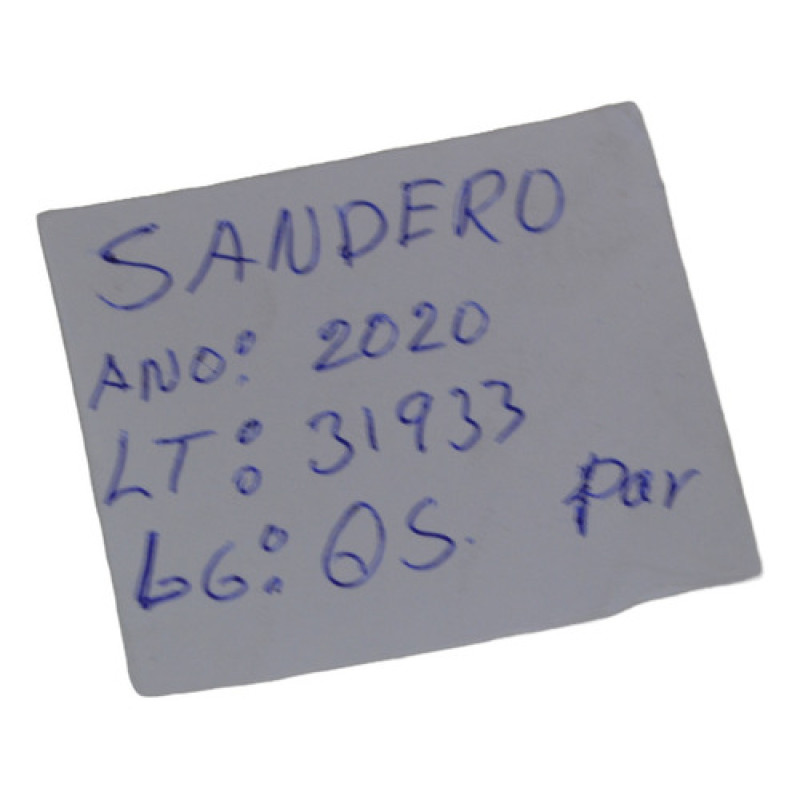 SANDERO
ANO: 2020
LT: 31933
LG: QS.
par